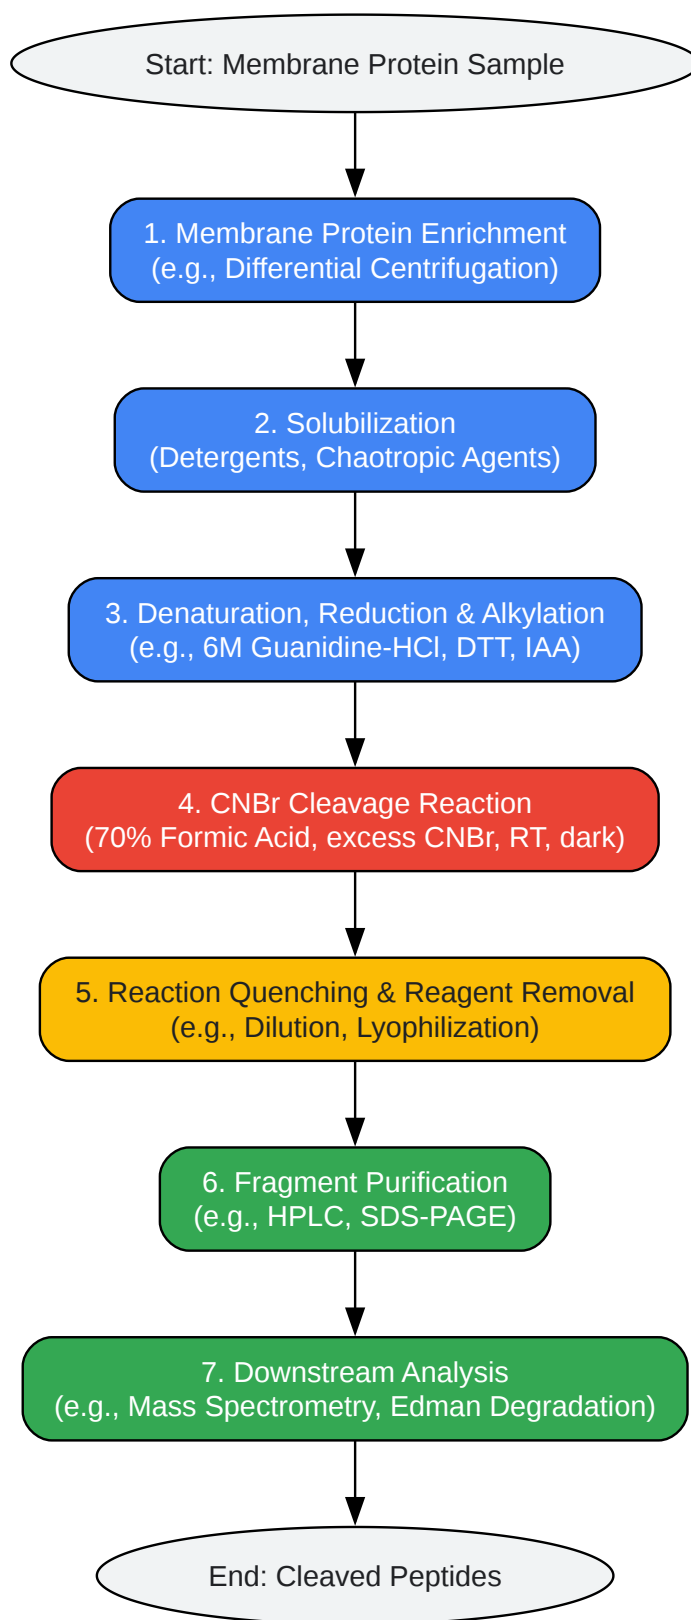 Start: Membrane Protein Sample
1. Membrane Protein Enrichment
(e.g., Differential Centrifugation)
2. Solubilization
(Detergents, Chaotropic Agents)
3. Denaturation, Reduction & Alkylation
(e.g., 6M Guanidine-HCl, DTT, IAA)
4. CNBr Cleavage Reaction
(70% Formic Acid, excess CNBr, RT, dark)
5. Reaction Quenching & Reagent Removal
(e.g., Dilution, Lyophilization)
6. Fragment Purification
(e.g., HPLC, SDS-PAGE)
7. Downstream Analysis
(e.g., Mass Spectrometry, Edman Degradation)
End: Cleaved Peptides